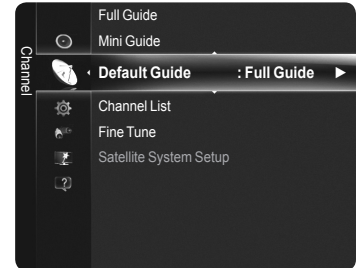 Channel
Full Guide
Mini Guide
Default Guide : Full Guide ►
Channel List
Fine Tune
Satellite System Setup